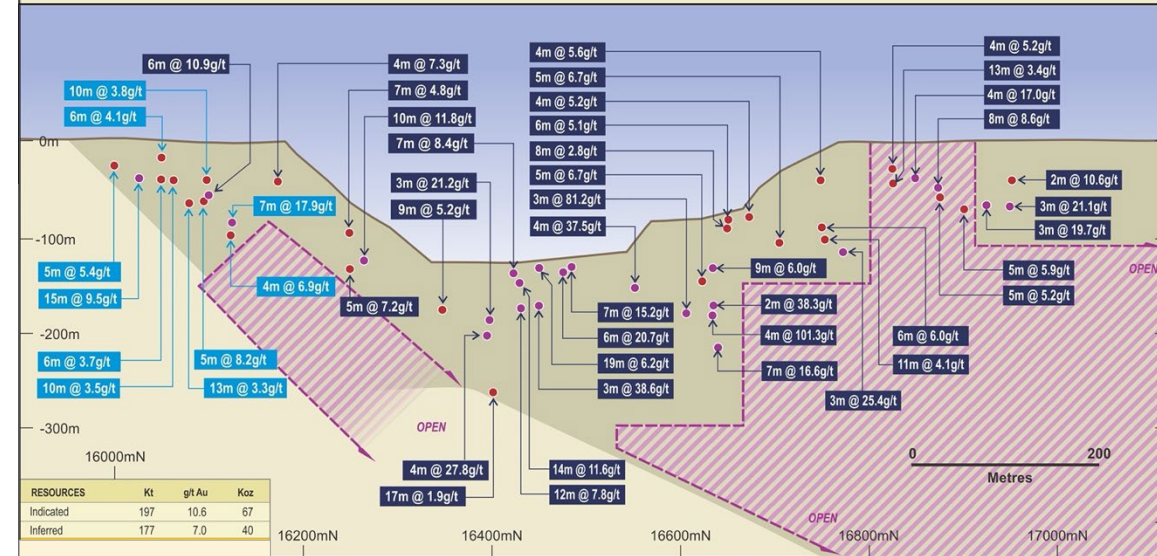 4m @ 5.6g/t
4m @ 5.2g/t
6m @ 10.9g/t
4m @ 7.3g/t
5m @ 6.7g/t
13m @ 3.4g/t
10m @ 3.8g/t
7m @ 4.8g/t
4m @ 5.2g/t
4m @ 17.0g/t
6m @ 4.1g/t
10m @ 11.8g/t
6m @ 5.1g/t
8m @ 8.6g/t
0m
7m @ 8.4g/t
8m @ 2.8g/t
3m @ 21.2g/t
5m @ 6.7g/t
2m @ 10.6g/t
7m @ 17.9g/t
9m @ 5.2g/t
3m @ 81.2g/t
3m @ 21.1g/t
4m @ 37.5g/t
3m @ 19.7g/t
-100m
5m @ 5.4g/t
9m @ 6.0g/t
5m @ 5.9g/t
OPEN
15m @ 9.5g/t
4m @ 6.9g/t
5m @ 7.2g/t
7m @ 15.2g/t
2m @ 38.3g/t
5m @ 5.2g/t
-200m
6m @ 20.7g/t
4m @ 101.3g/t
6m @ 6.0g/t
6m @ 3.7g/t
5m @ 8.2g/t
19m @ 6.2g/t
7m @ 16.6g/t
11m @ 4.1g/t
10m @ 3.5g/t
13m @ 3.3g/t
3m @ 38.6g/t
3m @ 25.4g/t
-300m
OPEN
16000mN
4m @ 27.8g/t
14m @ 11.6g/t
0 200
Metres
17m @ 1.9g/t
12m @ 7.8g/t
RESOURCES Kt g/t Au Koz
Indicated 197 10.6 67
Inferred 177 7.0 40
OPEN
16200mN 16400mN 16600mN 16800mN 17000mN